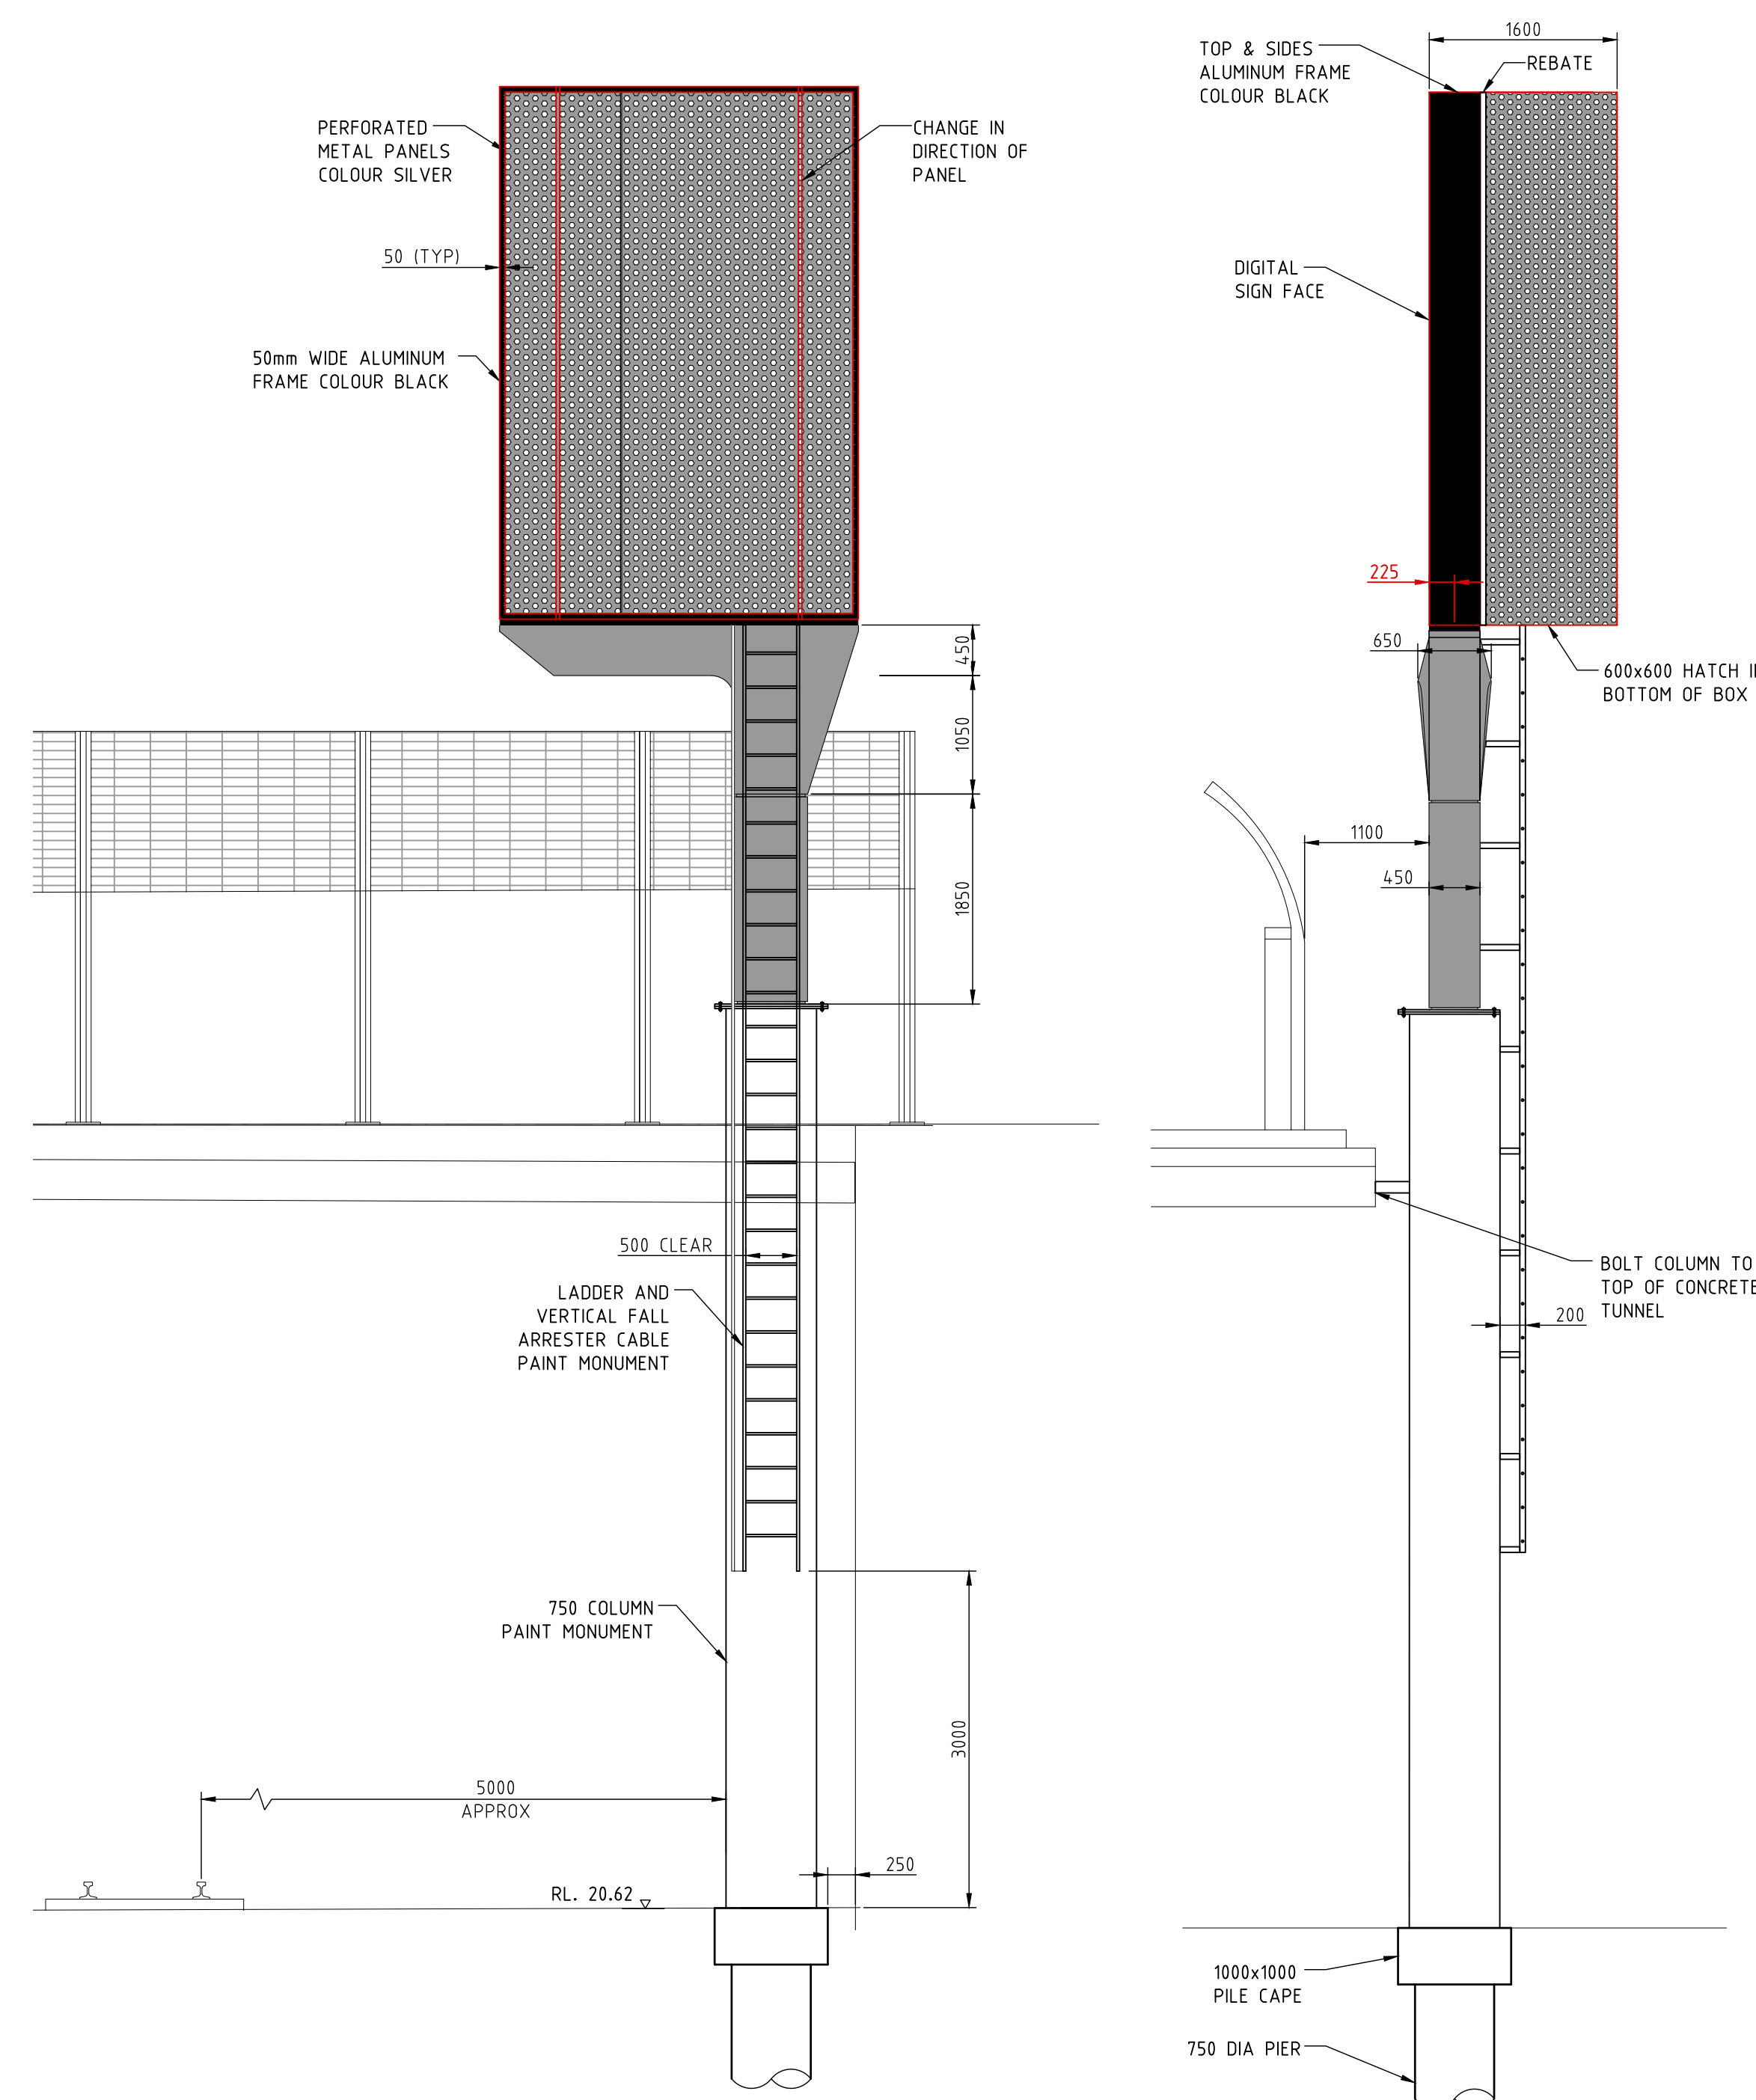 PERFORATED
METAL PANELS
COLOUR SILVER
CHANGE IN
DIRECTION OF
PANEL
50 (TYP)
50mm WIDE ALUMINUM
FRAME COLOUR BLACK
450
1050
1850
500 CLEAR
LADDER AND
VERTICAL FALL
ARRESTER CABLE
PAINT MONUMENT
750 COLUMN
PAINT MONUMENT
3000
5000
APPROX
250
RL. 20.62
1600
TOP & SIDES
ALUMINUM FRAME
COLOUR BLACK
REBATE
DIGITAL
SIGN FACE
225
650
600x600 HATCH
BOTTOM OF BOX
1100
450
BOLT COLUMN TO
TOP OF CONCRETE
TUNNEL
200
1000x1000
PILE CAPE
750 DIA PIER